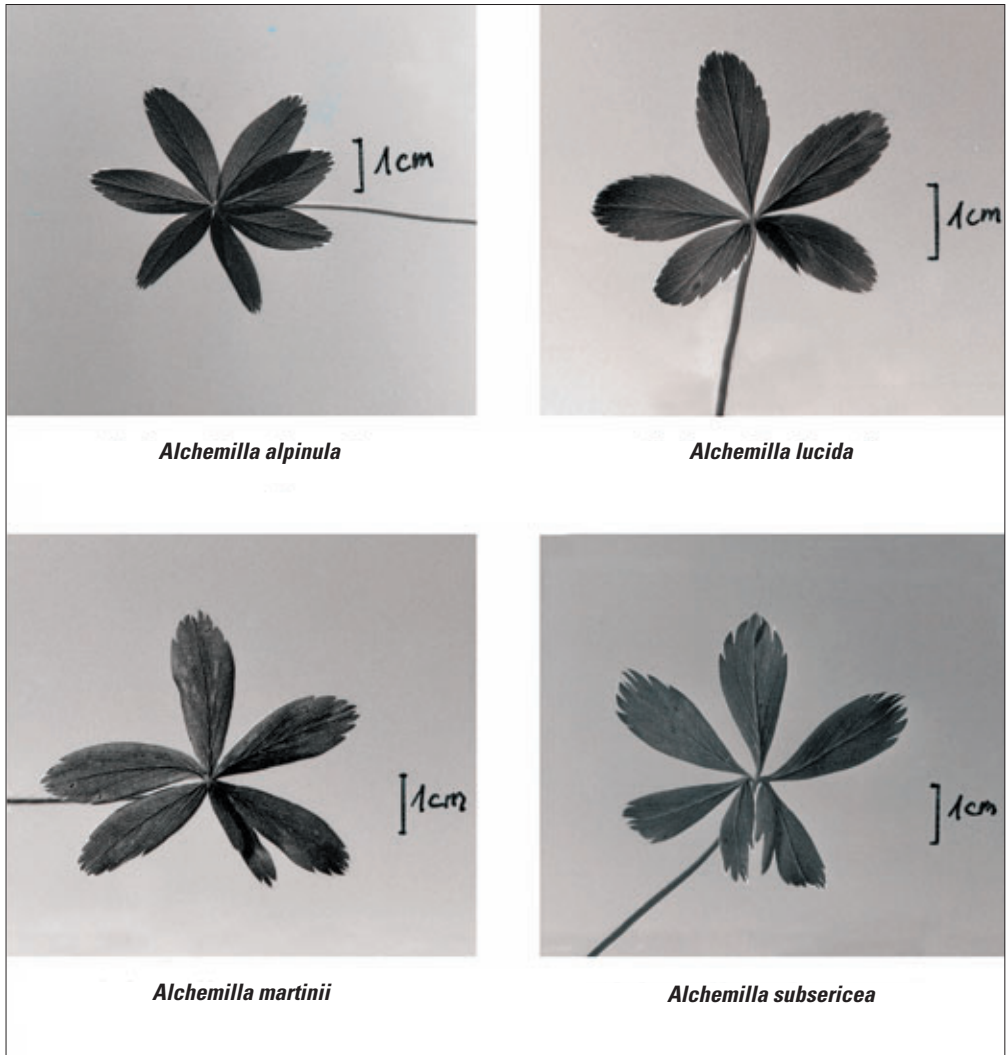 1cm
1cm
Alchemilla alpinula
Alchemilla lucida
1cm
1cm
Alchemilla martinii
Alchemilla subsericea